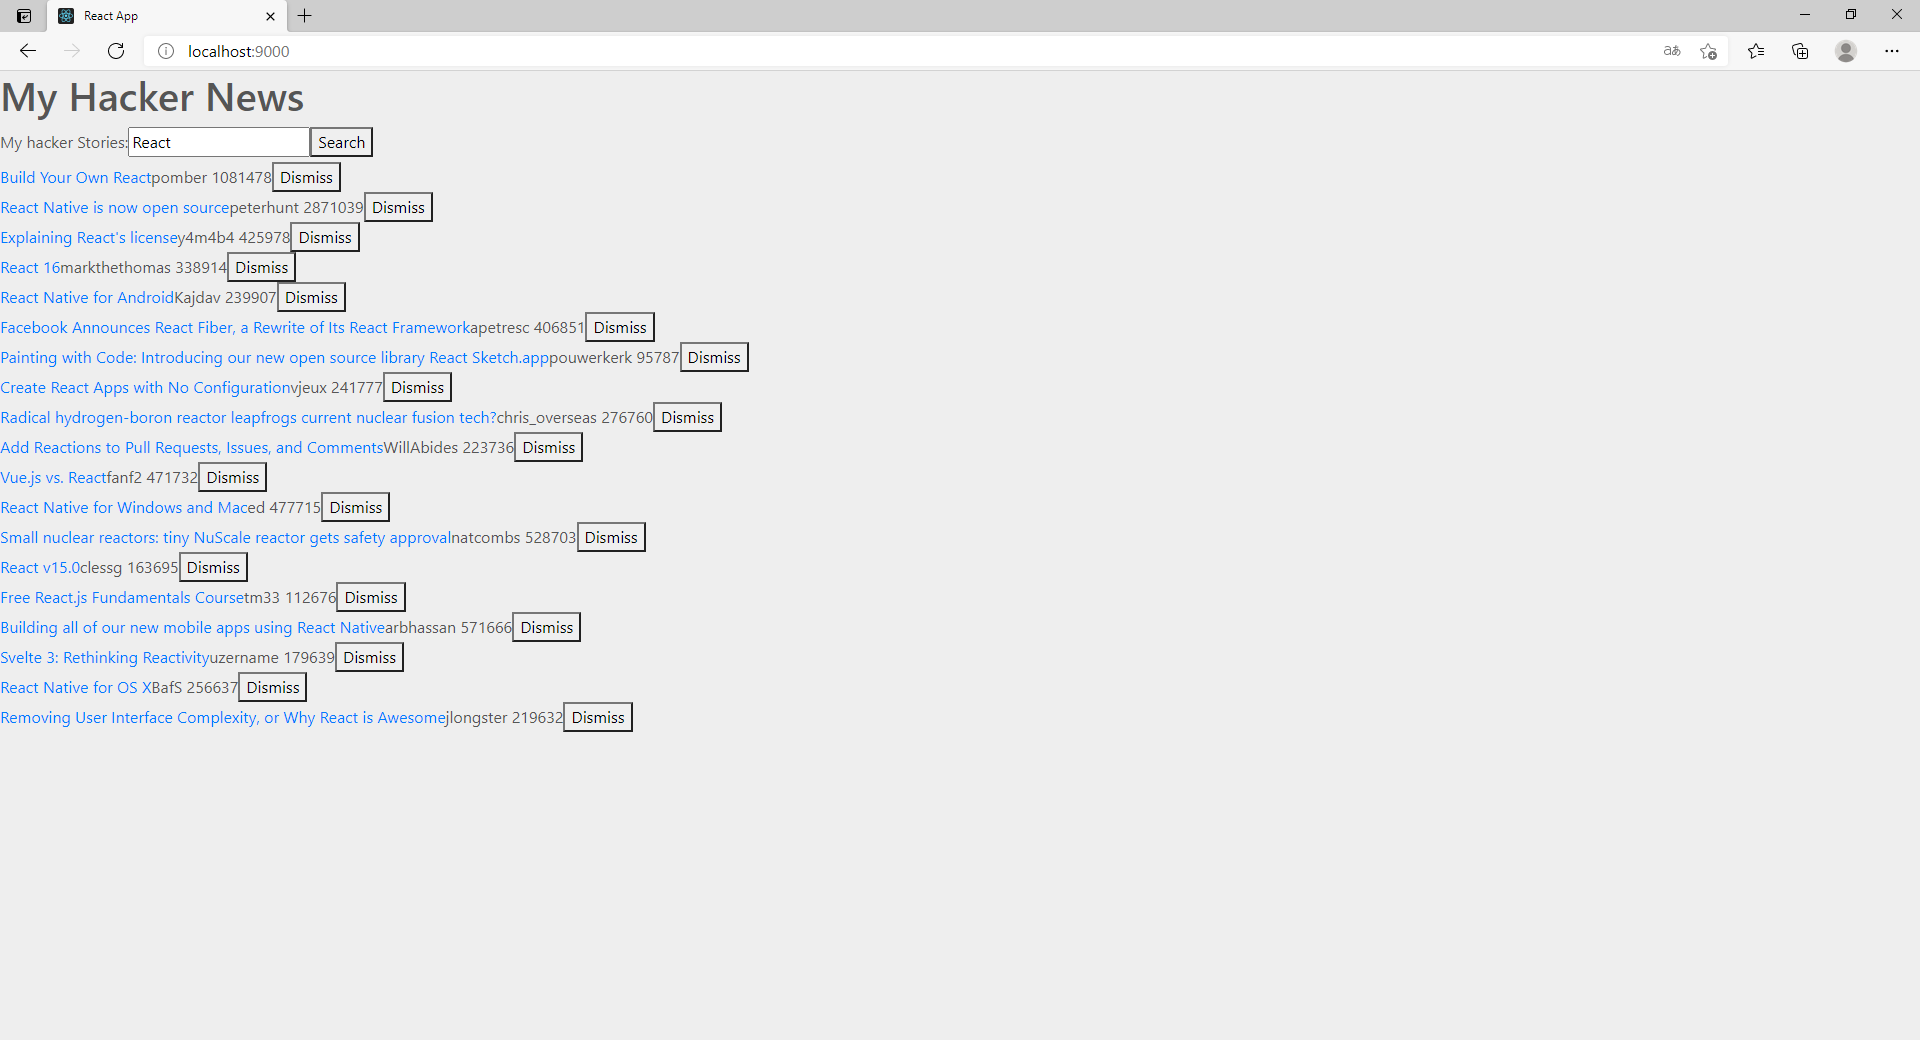 React App
localhost:9000
aあ
My Hacker News
My hacker Stories: React Search
Build Your Own Reactpomber 1081478 Dismiss
React Native is now open sourcepeterhunt 2871039 Dismiss
Explaining React's licensey4m4b4 425978 Dismiss
React 16markthethomas 338914 Dismiss
React Native for AndroidKajdav 239907 Dismiss
Facebook Announces React Fiber, a Rewrite of Its React Frameworkapetresc 406851 Dismiss
Painting with Code: Introducing our new open source library React Sketch.apppouwerkerk 95787 Dismiss
Create React Apps with No Configurationvjeux 241777 Dismiss
Radical hydrogen-boron reactor leapfrogs current nuclear fusion tech?chris_overseas 276760 Dismiss
Add Reactions to Pull Requests, Issues, and CommentsWillAbides 223736 Dismiss
Vue.js vs. Reactfanf2 471732 Dismiss
React Native for Windows and Maced 477715 Dismiss
Small nuclear reactors: tiny NuScale reactor gets safety approvalnatcombs 528703 Dismiss
React v15.0clessg 163695 Dismiss
Free React.js Fundamentals Coursetm33 112676 Dismiss
Building all of our new mobile apps using React Nativearbhassan 571666 Dismiss
Svelte 3: Rethinking Reactivityuzername 179639 Dismiss
React Native for OS XBafS 256637 Dismiss
Removing User Interface Complexity, or Why React is Awesomejlongster 219632 Dismiss